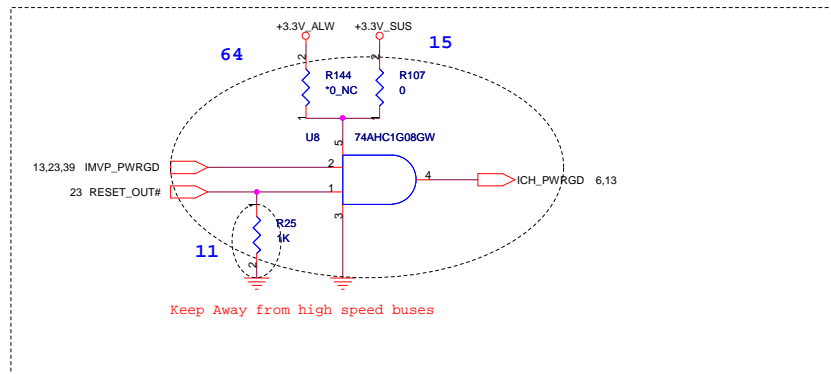 +3.3V_ALW +3.3V_SUS
64 15
2 2
R144 R107
*0_NC 0
1 1
U8 74AHC1G08GW
5
13,23,39 IMVP_PWRGD 2
4 ICH_PWRGD 6,13
23 RESET_OUT# 1
1 3
R25
1K
11
2
Keep Away from high speed buses